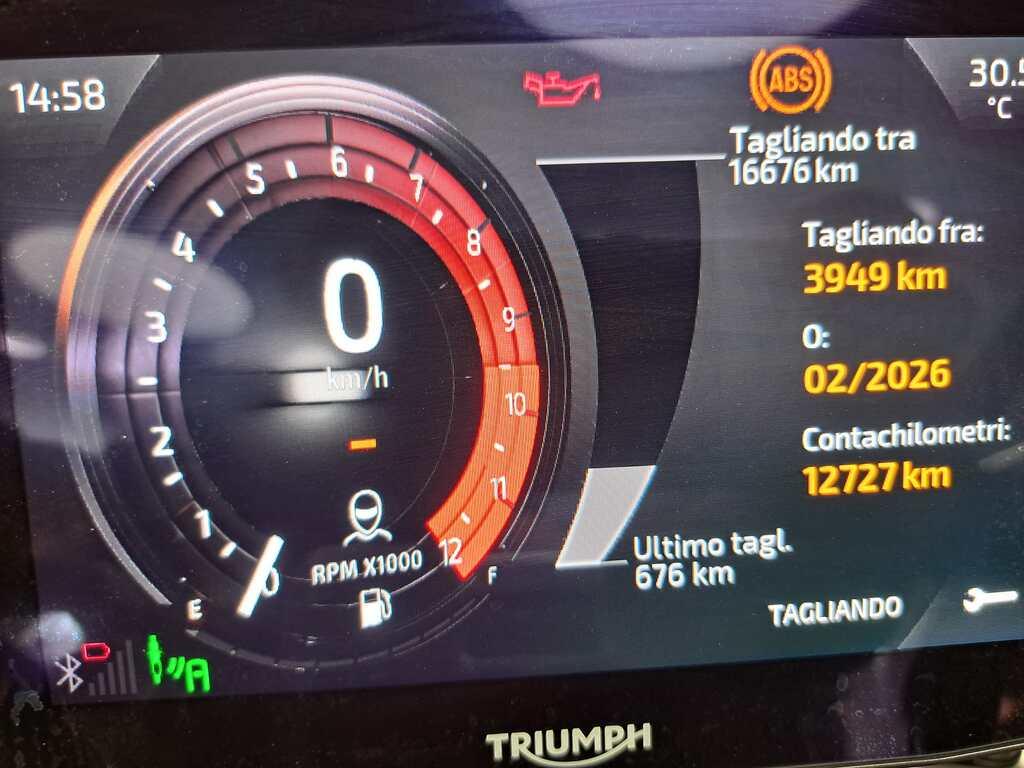 14:58
ABS
30.5
°C
Tagliando tra
16676 km
Tagliando fra:
3949 km
O:
02/2026
Contachilometri:
12727 km
Ultimo tagl.
676 km
TAGLIANDO
0
km/h
0
1
2
3
4
5
6
7
8
9
10
11
12
RPM X1000
E
F
A
TRIUMPH